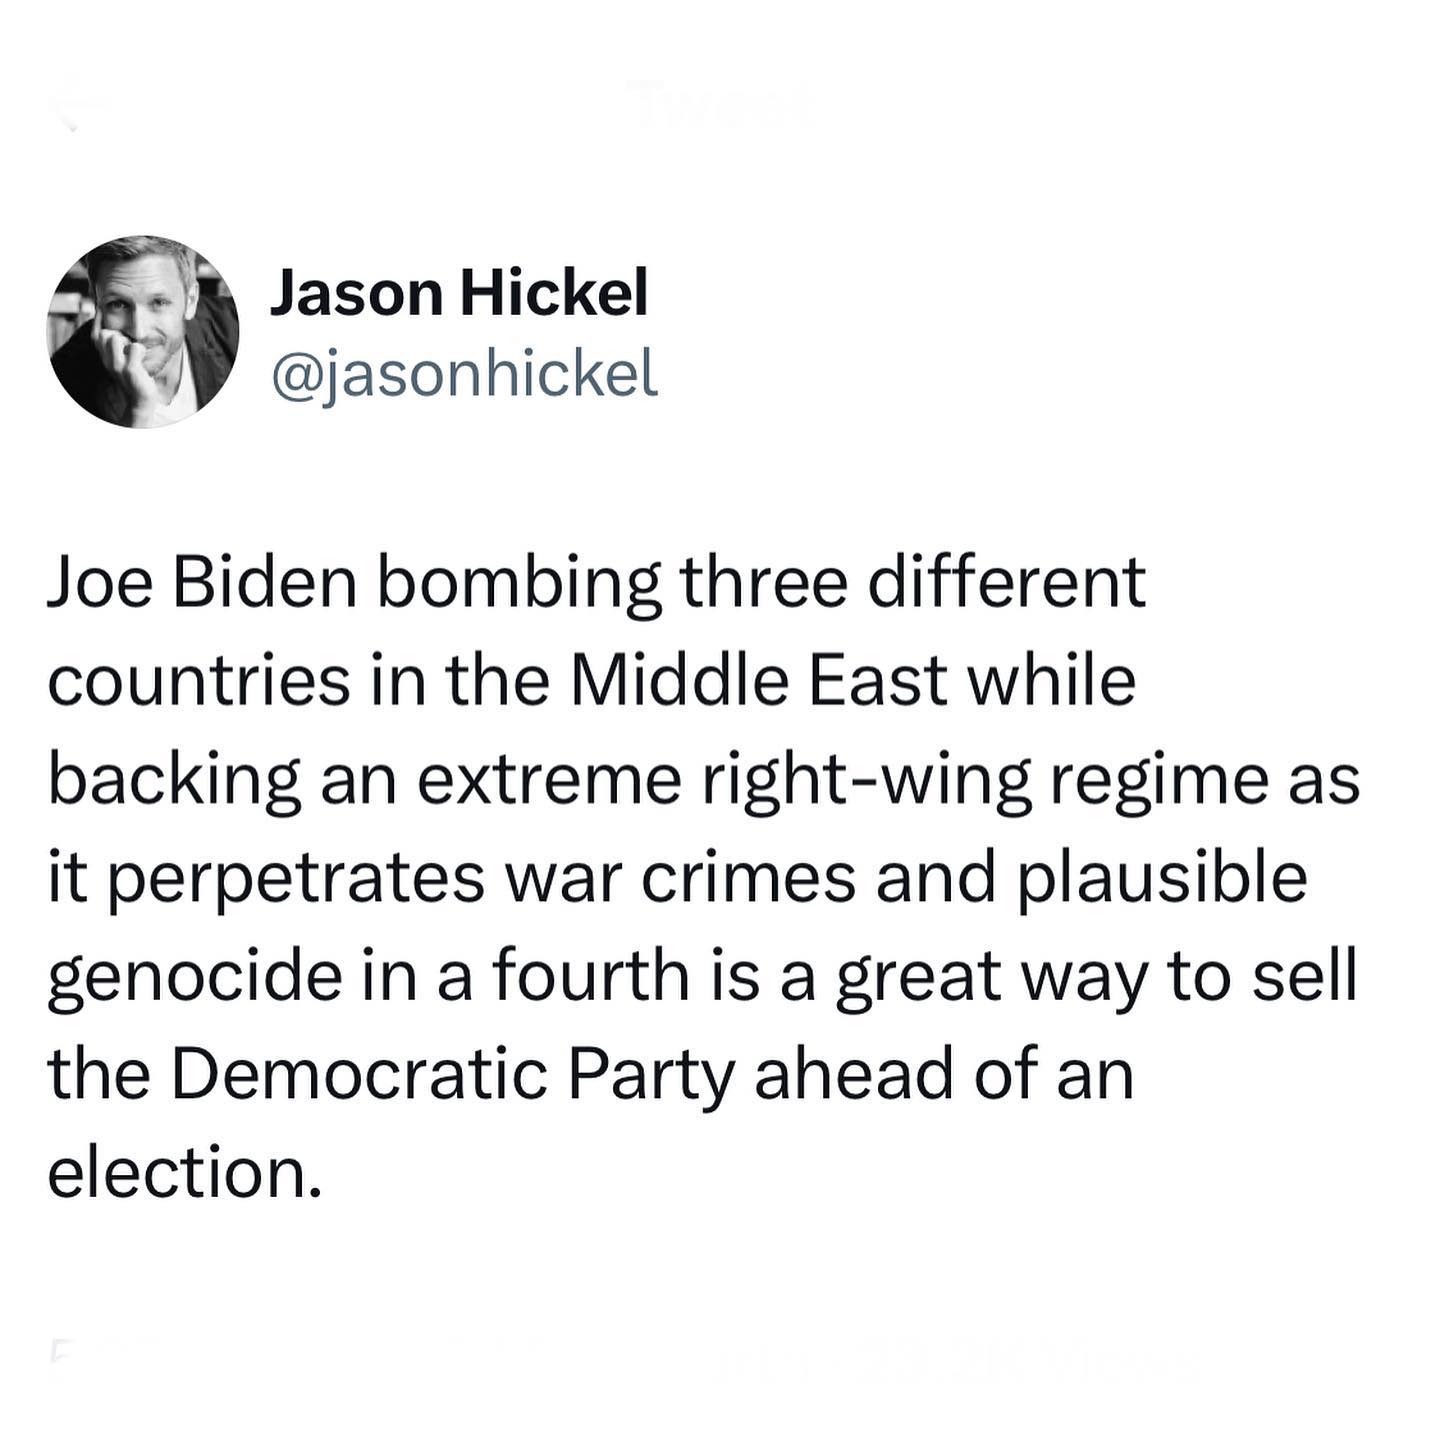 Tweet
Jason Hickel
@jasonhickel
Joe Biden bombing three different
countries in the Middle East while
backing an extreme right-wing regime as
it perpetrates war crimes and plausible
genocide in a fourth is a great way to sell
the Democratic Party ahead of an
election.